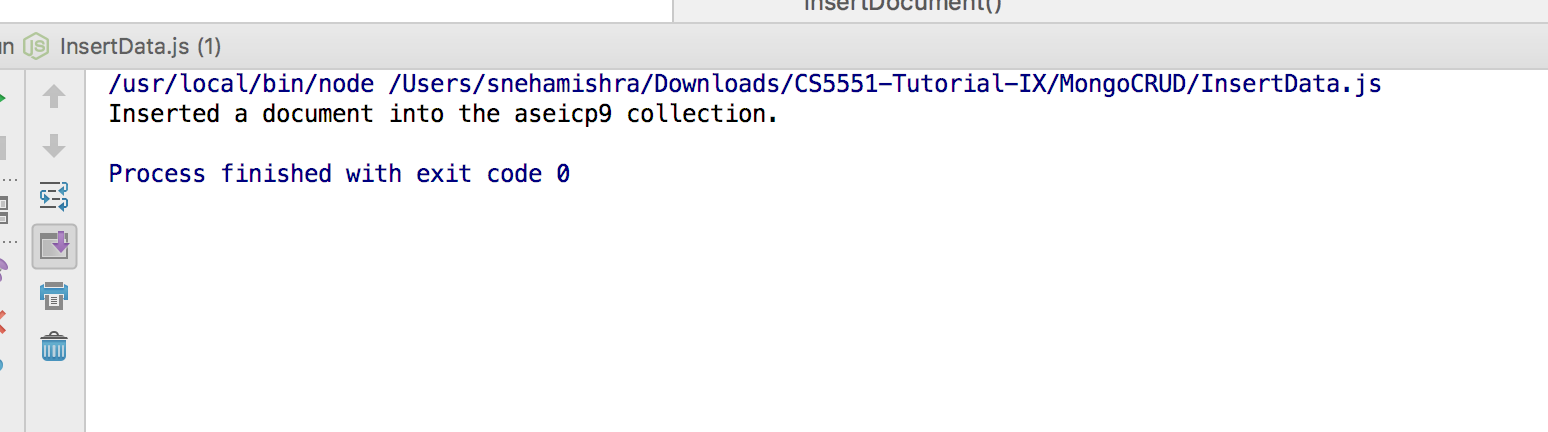 insertDocument()
un InsertData.js (1)
/usr/local/bin/node /Users/snehamishra/Downloads/CS5551-Tutorial-IX/MongoCRUD/InsertData.js
Inserted a document into the aseicp9 collection.
Process finished with exit code 0